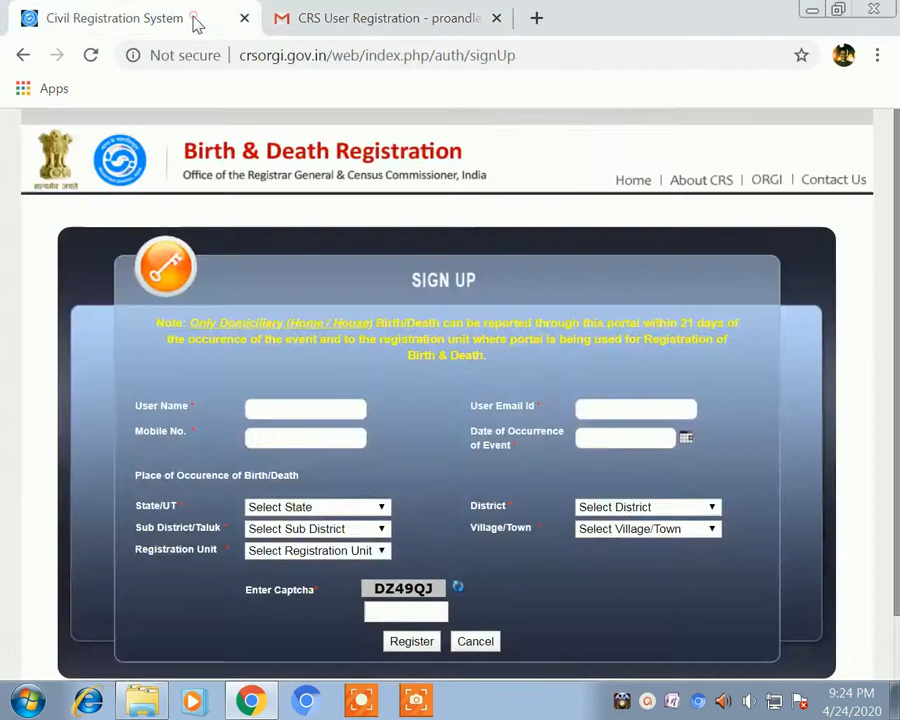 Civil Registration System
CRS User Registration - proandle
Not secure crsorgi.gov.in/web/index.php/auth/signUp
Apps
Birth & Death Registration
Office of the Registrar General & Census Commissioner, India
सत्यमेव जयते
Home | About CRS | ORGI | Contact Us
SIGN UP
Note: Only Domiciliary (Home / House) Birth/Death can be reported through this portal within 21 days of
the occurence of the event and to the registration unit where portal is being used for Registration of
Birth & Death.
User Name *
User Email Id *
Mobile No. *
Date of Occurrence
of Event *
Place of Occurence of Birth/Death
State/UT * Select State
District * Select District
Sub District/Taluk * Select Sub District
Village/Town * Select Village/Town
Registration Unit * Select Registration Unit
Enter Captcha* DZ49QJ
Register Cancel
9:24 PM
4/24/2020